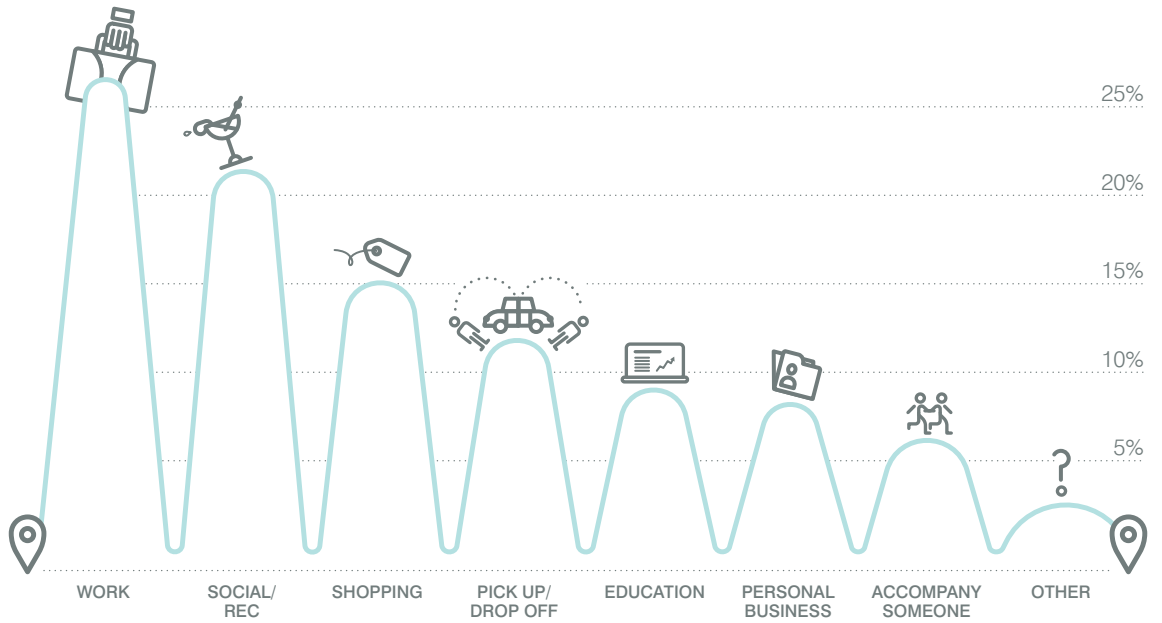 25%
20%
15%
10%
5%
?
WORK
SOCIAL/
REC
SHOPPING
PICK UP/
DROP OFF
EDUCATION
PERSONAL
BUSINESS
ACCOMPANY
SOMEONE
OTHER